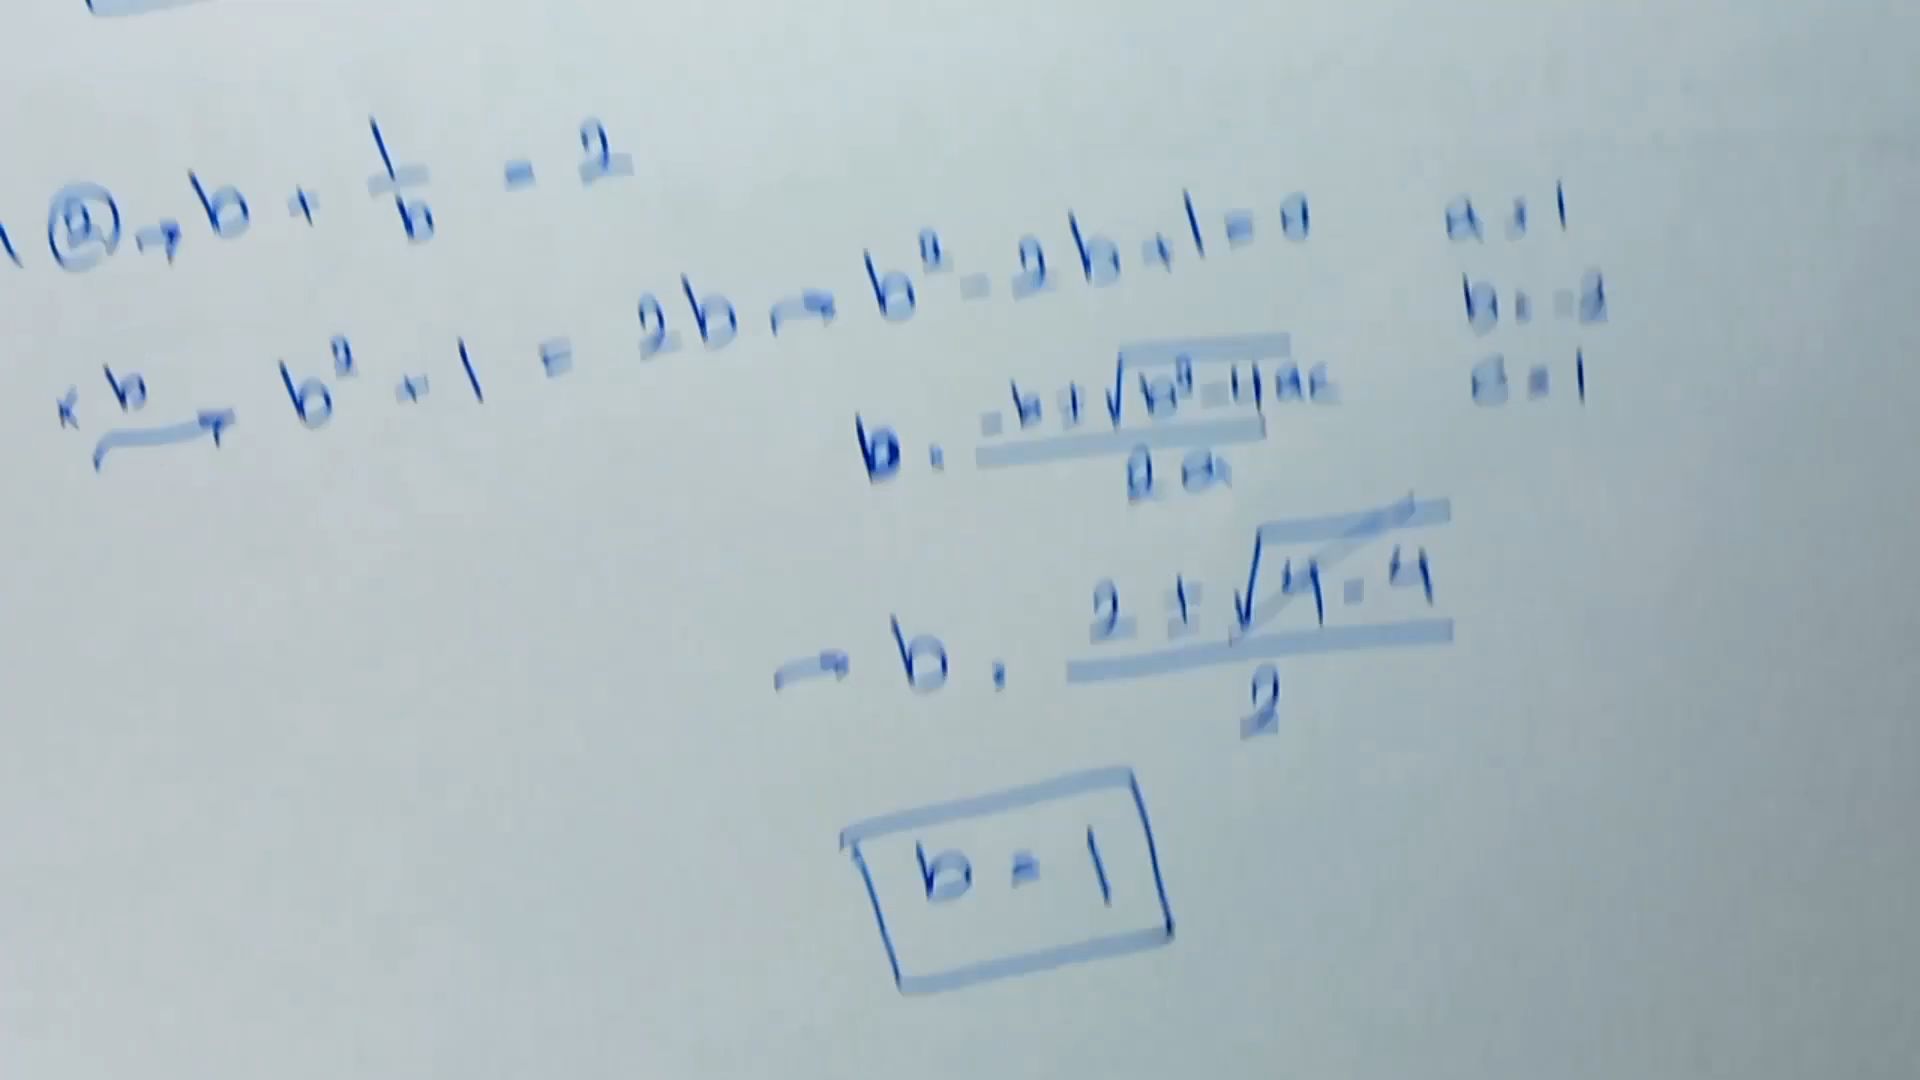 ② → b + 1/b = 2
×b → b² + 1 = 2b → b² - 2b + 1 = 0
a = 1
b = -2
c = 1
b = (-b ± √(b² - 4ac)) / 2a
→ b = (2 ± √(4 - 4)) / 2
b = 1